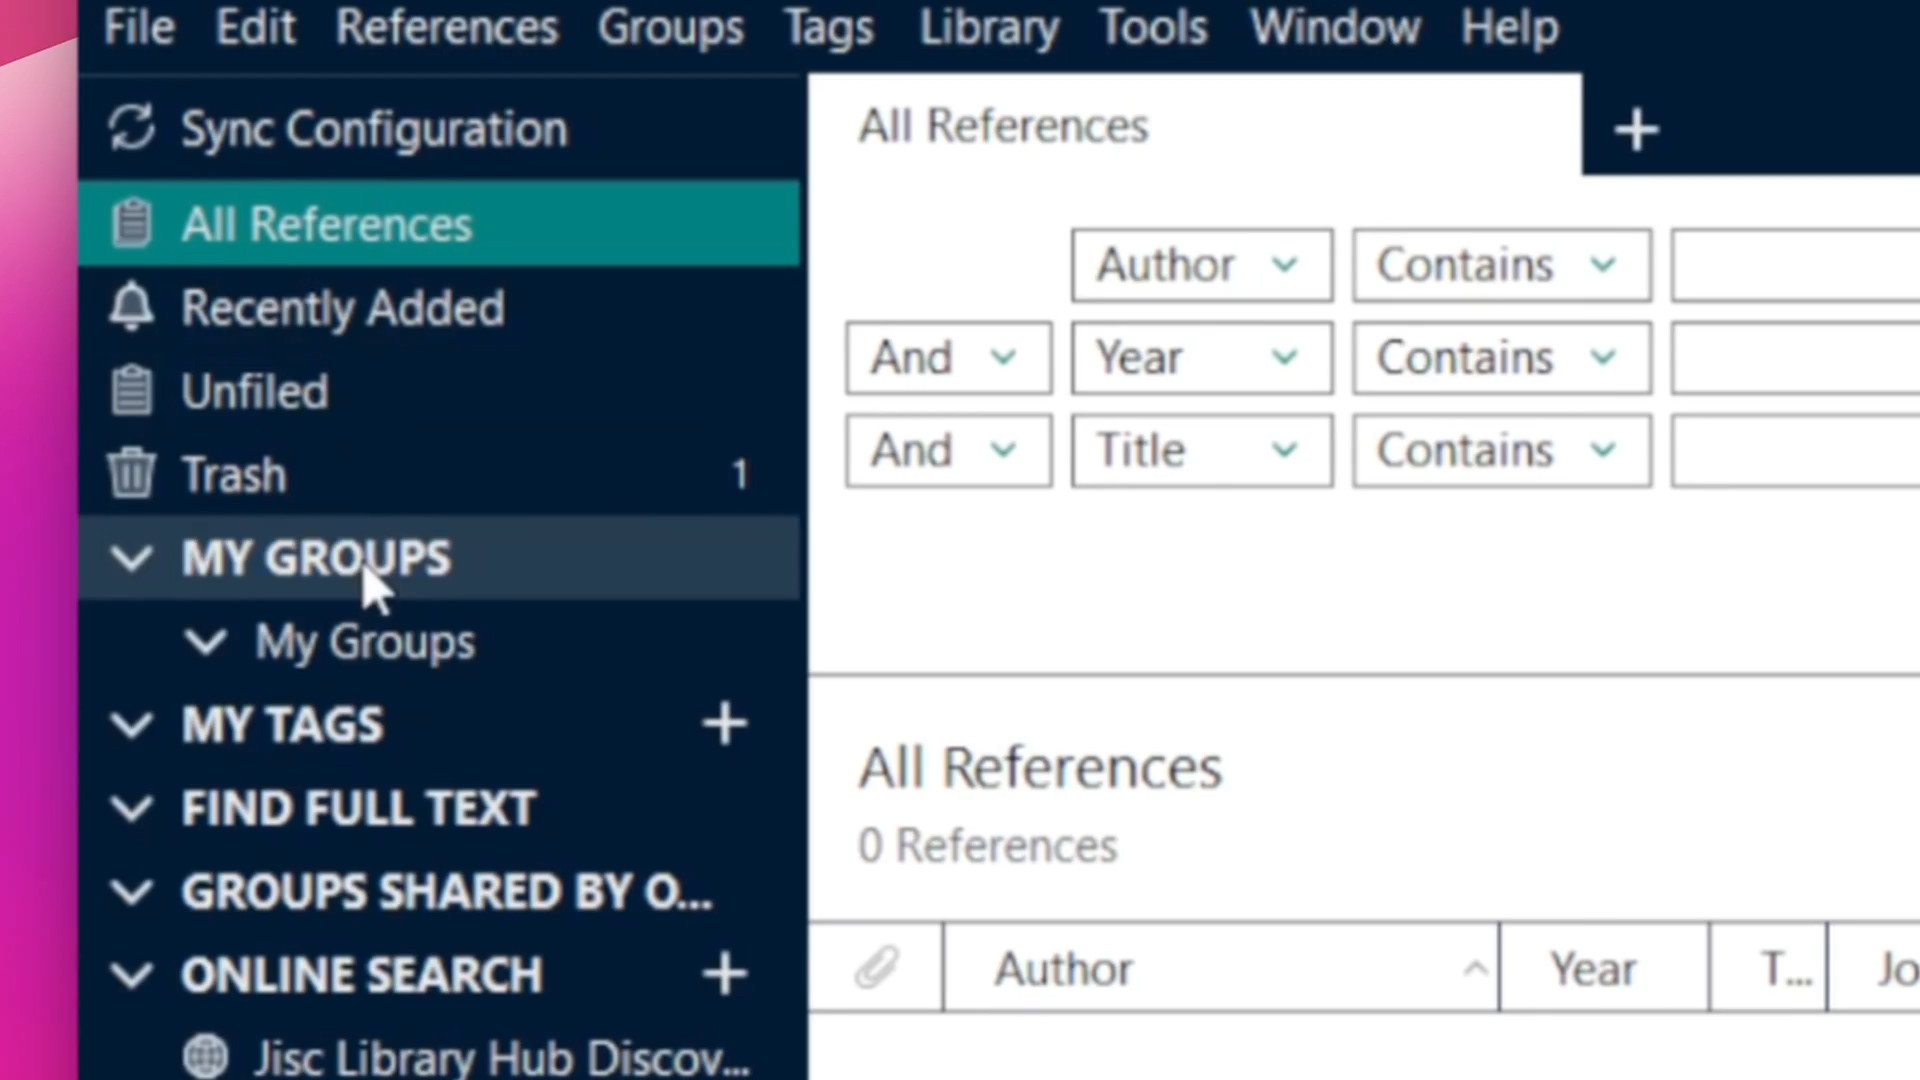 File Edit References Groups Tags Library Tools Window Help
Sync Configuration
All References
Recently Added
Unfiled
Trash 1
MY GROUPS
My Groups
MY TAGS +
FIND FULL TEXT
GROUPS SHARED BY O...
ONLINE SEARCH +
Jisc Library Hub Discov...
All References +
Author Contains
And Year Contains
And Title Contains
All References
0 References
Author Year T... Jo